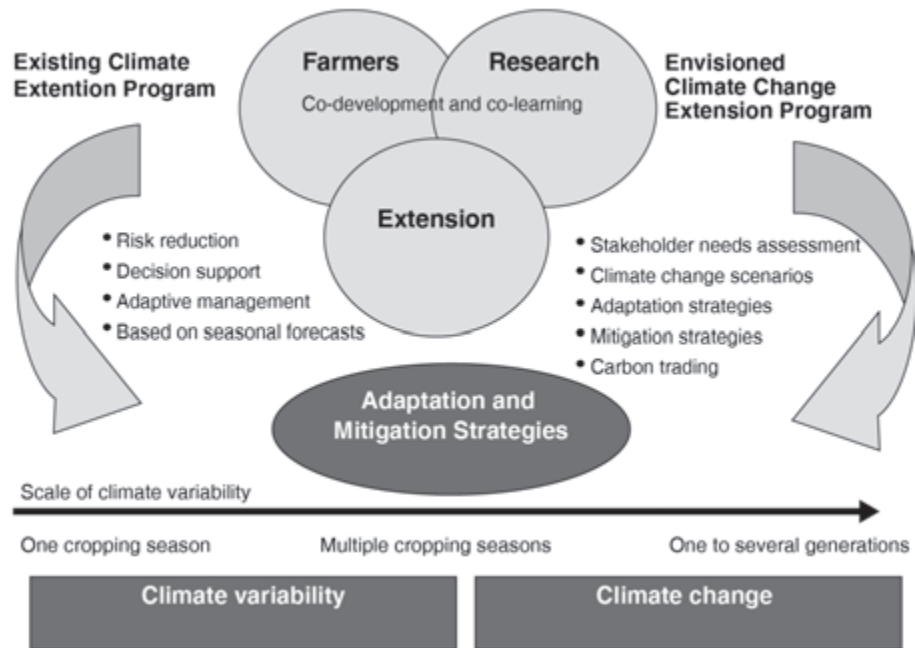 Existing Climate
Extention Program
Farmers
Research
Co-development and co-learning
Envisioned
Climate Change
Extension Program
Extension
• Risk reduction
• Decision support
• Adaptive management
• Based on seasonal forecasts
• Stakeholder needs assessment
• Climate change scenarios
• Adaptation strategies
• Mitigation strategies
• Carbon trading
Adaptation and
Mitigation Strategies
Scale of climate variability
One cropping season
Multiple cropping seasons
One to several generations
Climate variability
Climate change